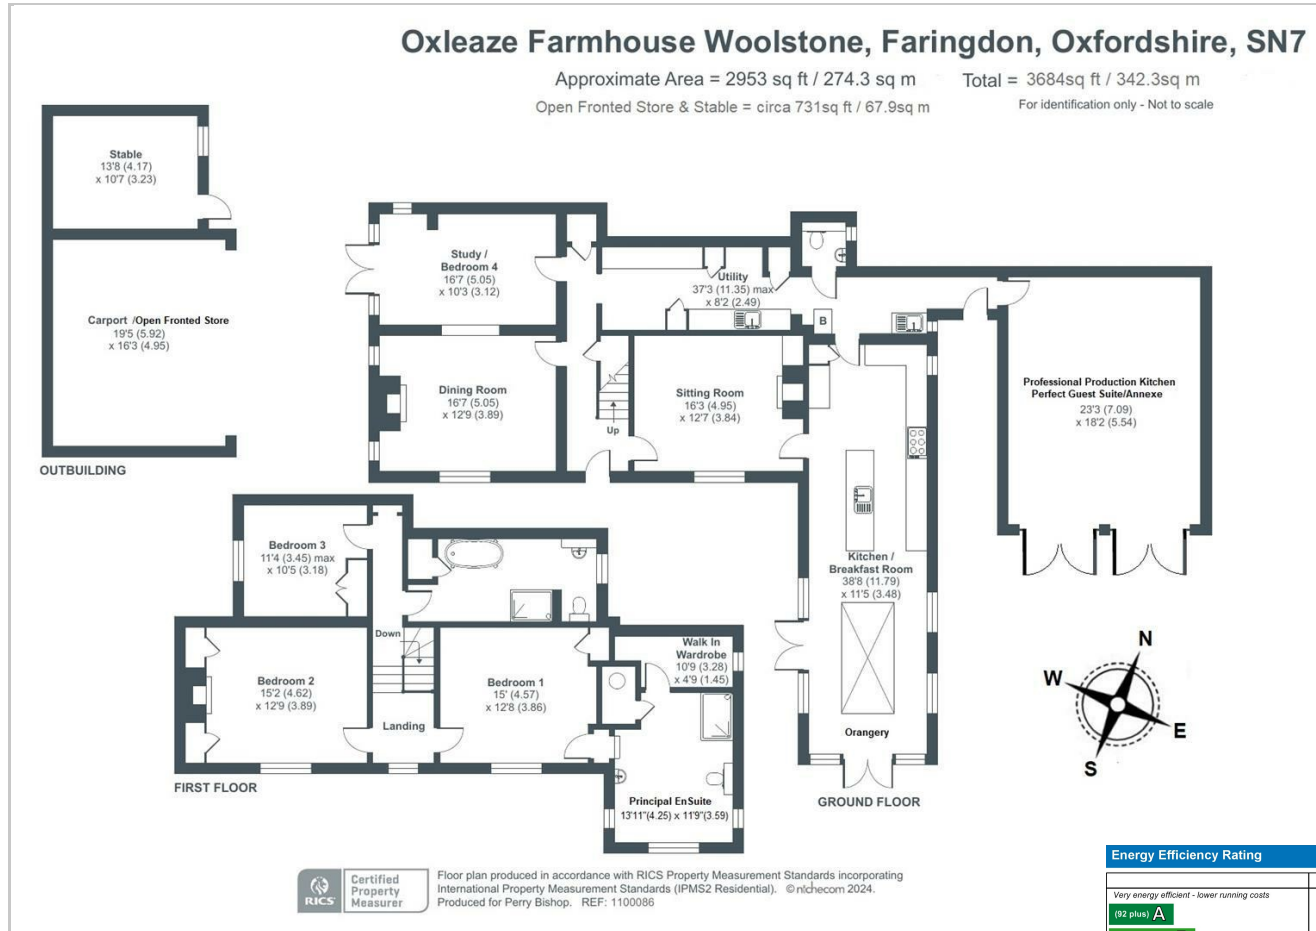 Oxleaze Farmhouse Woolstone, Faringdon, Oxfordshire, SN7
Approximate Area = 2953 sq ft / 274.3 sq m
Total = 3684sq ft / 342.3sq m
Open Fronted Store & Stable = circa 731sq ft / 67.9sq m
For identification only - Not to scale
Stable
13'8 (4.17)
x 10'7 (3.23)
Carport /Open Fronted Store
19'5 (5.92)
x 16'3 (4.95)
OUTBUILDING
Study /
Bedroom 4
16'7 (5.05)
x 10'3 (3.12)
Utility
37'3 (11.35) max
x 8'2 (2.49)
B
Dining Room
16'7 (5.05)
x 12'9 (3.89)
Up
Sitting Room
16'3 (4.95)
x 12'7 (3.84)
Professional Production Kitchen
Perfect Guest Suite/Annexe
23'3 (7.09)
x 18'2 (5.54)
Kitchen /
Breakfast Room
38'8 (11.79)
x 11'5 (3.48)
Orangery
GROUND FLOOR
Bedroom 3
11'4 (3.45) max
x 10'5 (3.18)
Down
Bedroom 2
15'2 (4.62)
x 12'9 (3.89)
Landing
Bedroom 1
15' (4.57)
x 12'8 (3.86)
Walk In
Wardrobe
10'9 (3.28)
x 4'9 (1.45)
Principal EnSuite
13'11"(4.25) x 11'9"(3.59)
FIRST FLOOR
N
W
E
S
RICS
Certified
Property
Measurer
Floor plan produced in accordance with RICS Property Measurement Standards incorporating
International Property Measurement Standards (IPMS2 Residential). © nichecom 2024.
Produced for Perry Bishop. REF: 1100086
Energy Efficiency Rating
Very energy efficient - lower running costs
(92 plus) A